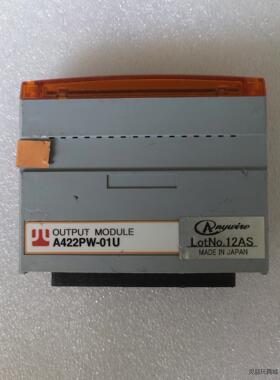 OUTPUT MODULE
A422PW-01U
Anywire
LotNo.12AS
MADE IN JAPAN